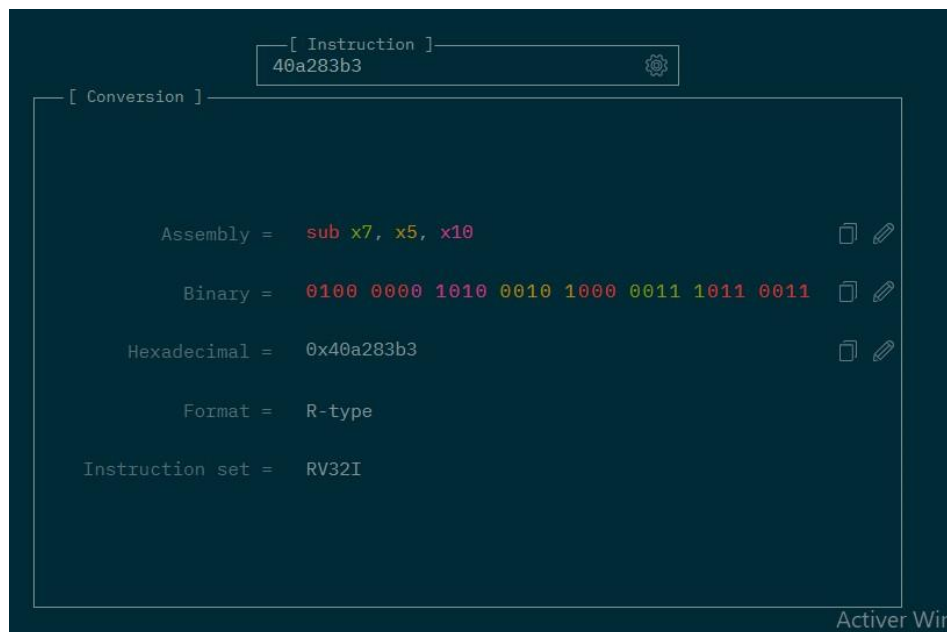 [ Instruction ]
40a283b3
[ Conversion ]
Assembly = sub x7, x5, x10
Binary = 0100 0000 1010 0010 1000 0011 1011 0011
Hexadecimal = 0x40a283b3
Format = R-type
Instruction set = RV32I
Activer Win